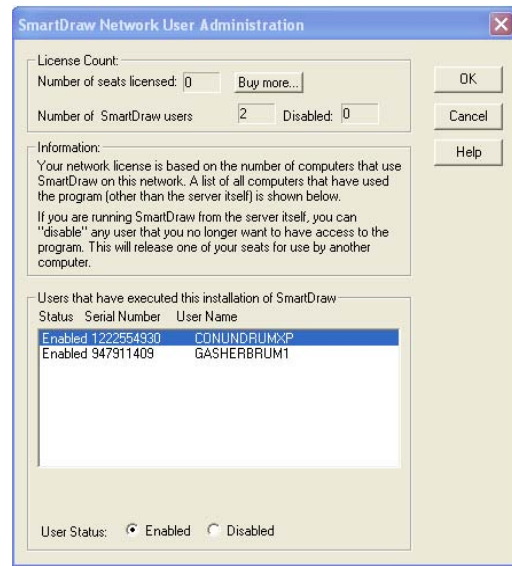 SmartDraw Network User Administration
License Count:
Number of seats licensed: 0 Buy more...
Number of SmartDraw users 2 Disabled: 0
OK
Cancel
Help
Information:
Your network license is based on the number of computers that use
SmartDraw on this network. A list of all computers that have used
the program (other than the server itself) is shown below.
If you are running SmartDraw from the server itself, you can
"disable" any user that you no longer want to have access to the
program. This will release one of your seats for use by another
computer.
Users that have executed this installation of SmartDraw
Status Serial Number User Name
Enabled 1222554930 CONUNDRUMXP
Enabled 947911409 GASHERBRUM1
User Status: Enabled Disabled